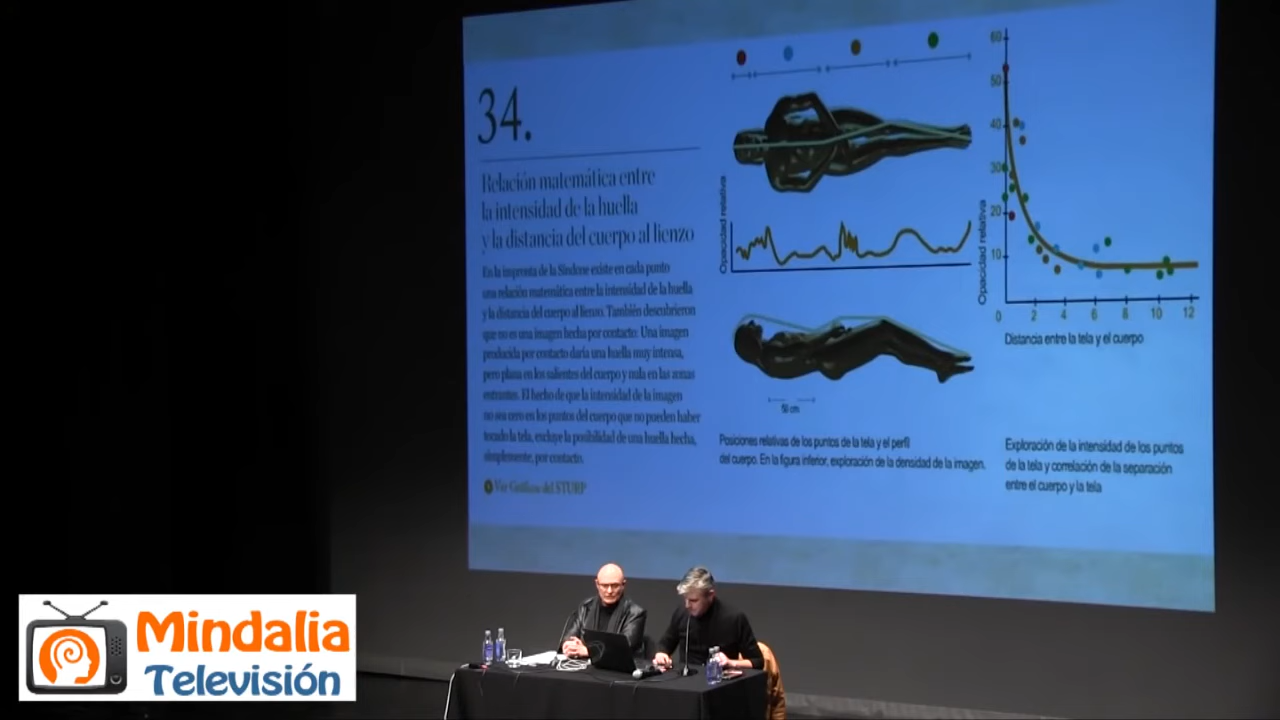 34.
Relación matemática entre
la intensidad de la huella
y la distancia del cuerpo al lienzo
En la impronta de la Síndone existe en cada punto
una relación matemática entre la intensidad de la huella
y la distancia del cuerpo al lienzo. También descubrieron
que no es una imagen hecha por contacto: Una imagen
producida por contacto daría una huella muy intensa,
pero plana en los salientes del cuerpo y nula en las zonas
entrantes. El hecho de que la intensidad de la imagen
no sea cero en los puntos del cuerpo que no pueden haber
tocado la tela, excluye la posibilidad de una huella hecha,
simplemente, por contacto.
Ver Gráficos del STURP
Opacidad relativa
50 cm
Posiciones relativas de los puntos de la tela y el perfil
del cuerpo. En la figura inferior, exploración de la densidad de la imagen.
60
50
40
30
20
10
Opacidad relativa
0 2 4 6 8 10 12
Distancia entre la tela y el cuerpo
Exploración de la intensidad de los puntos
de la tela y correlación de la separación
entre el cuerpo y la tela
Mindalia
Televisión